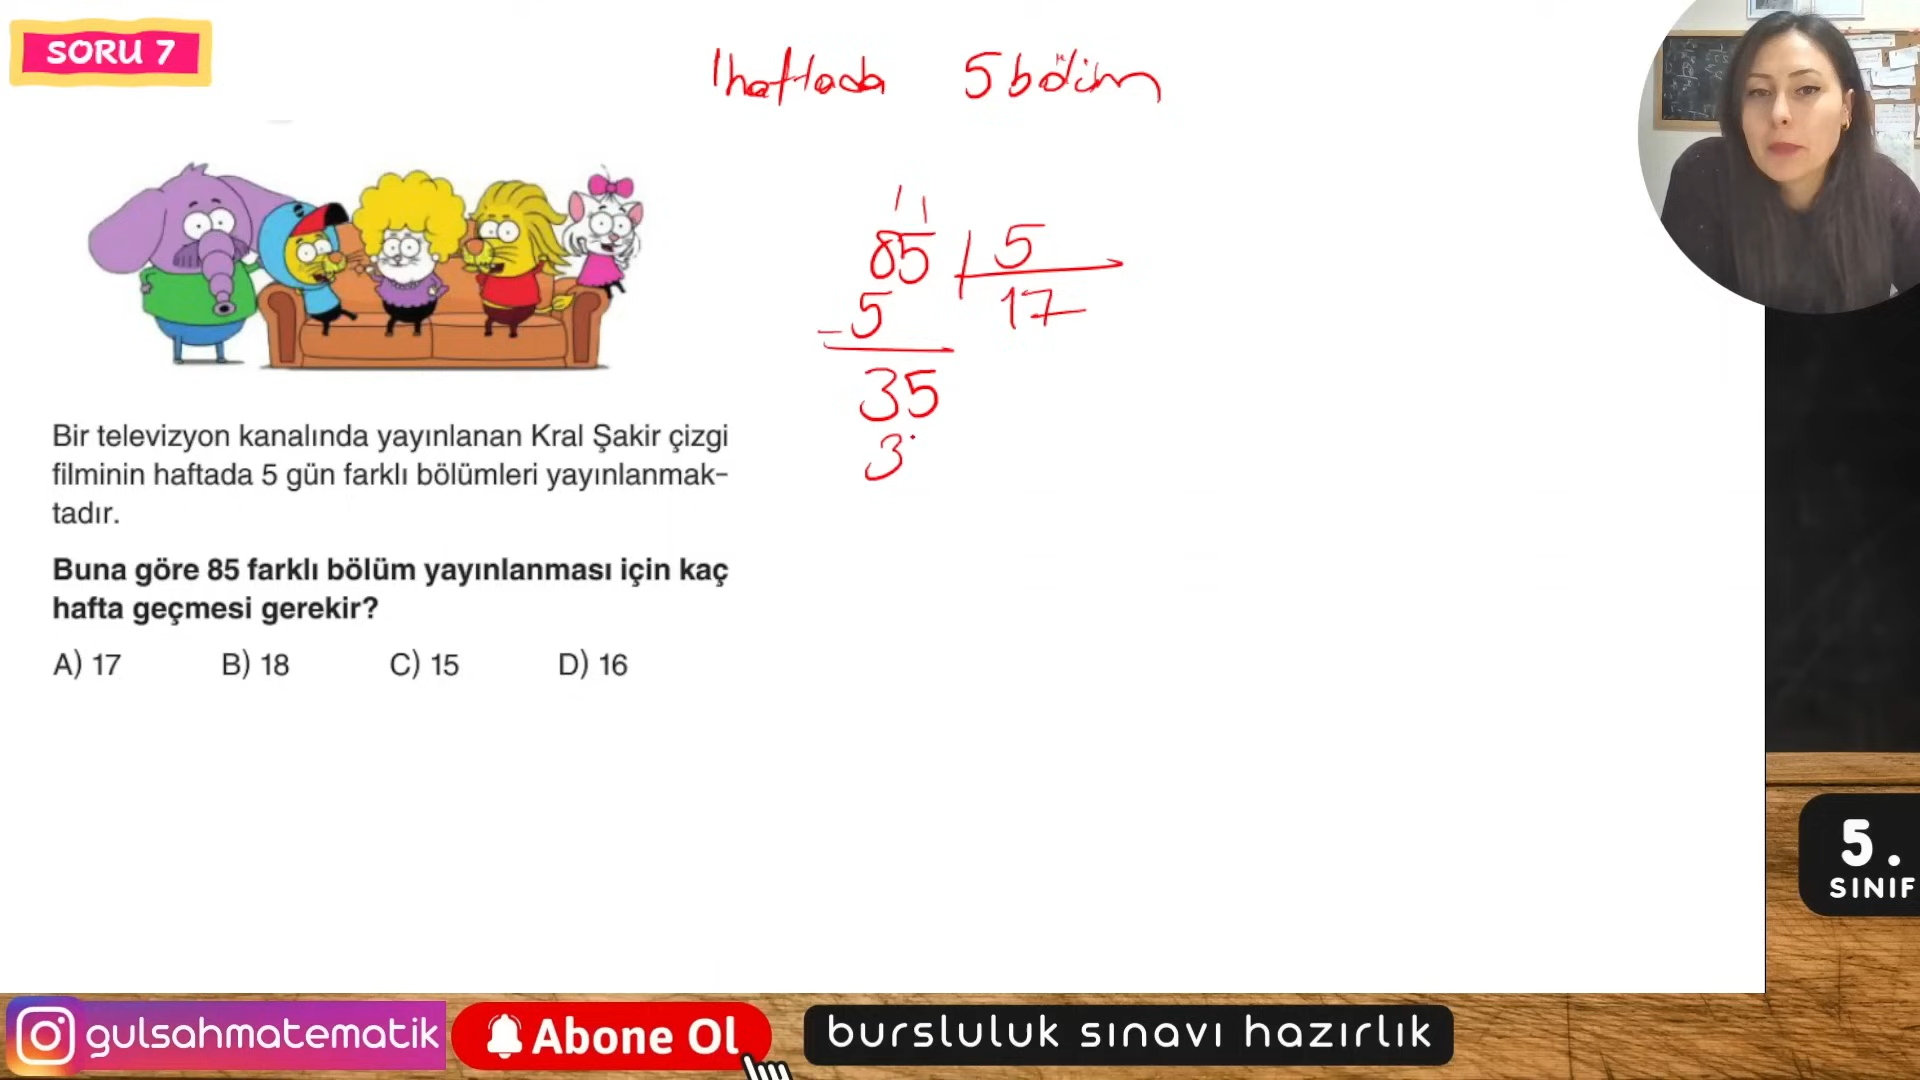 SORU 7
1 haftada 5 bölüm
85 5
5 17
35
3
Bir televizyon kanalında yayınlanan Kral Şakir çizgi
filminin haftada 5 gün farklı bölümleri yayınlanmak-
tadır.
Buna göre 85 farklı bölüm yayınlanması için kaç
hafta geçmesi gerekir?
A) 17 B) 18 C) 15 D) 16
5.
SINIF
gulsahmatematik
Abone Ol
bursluluk sınavı hazırlık